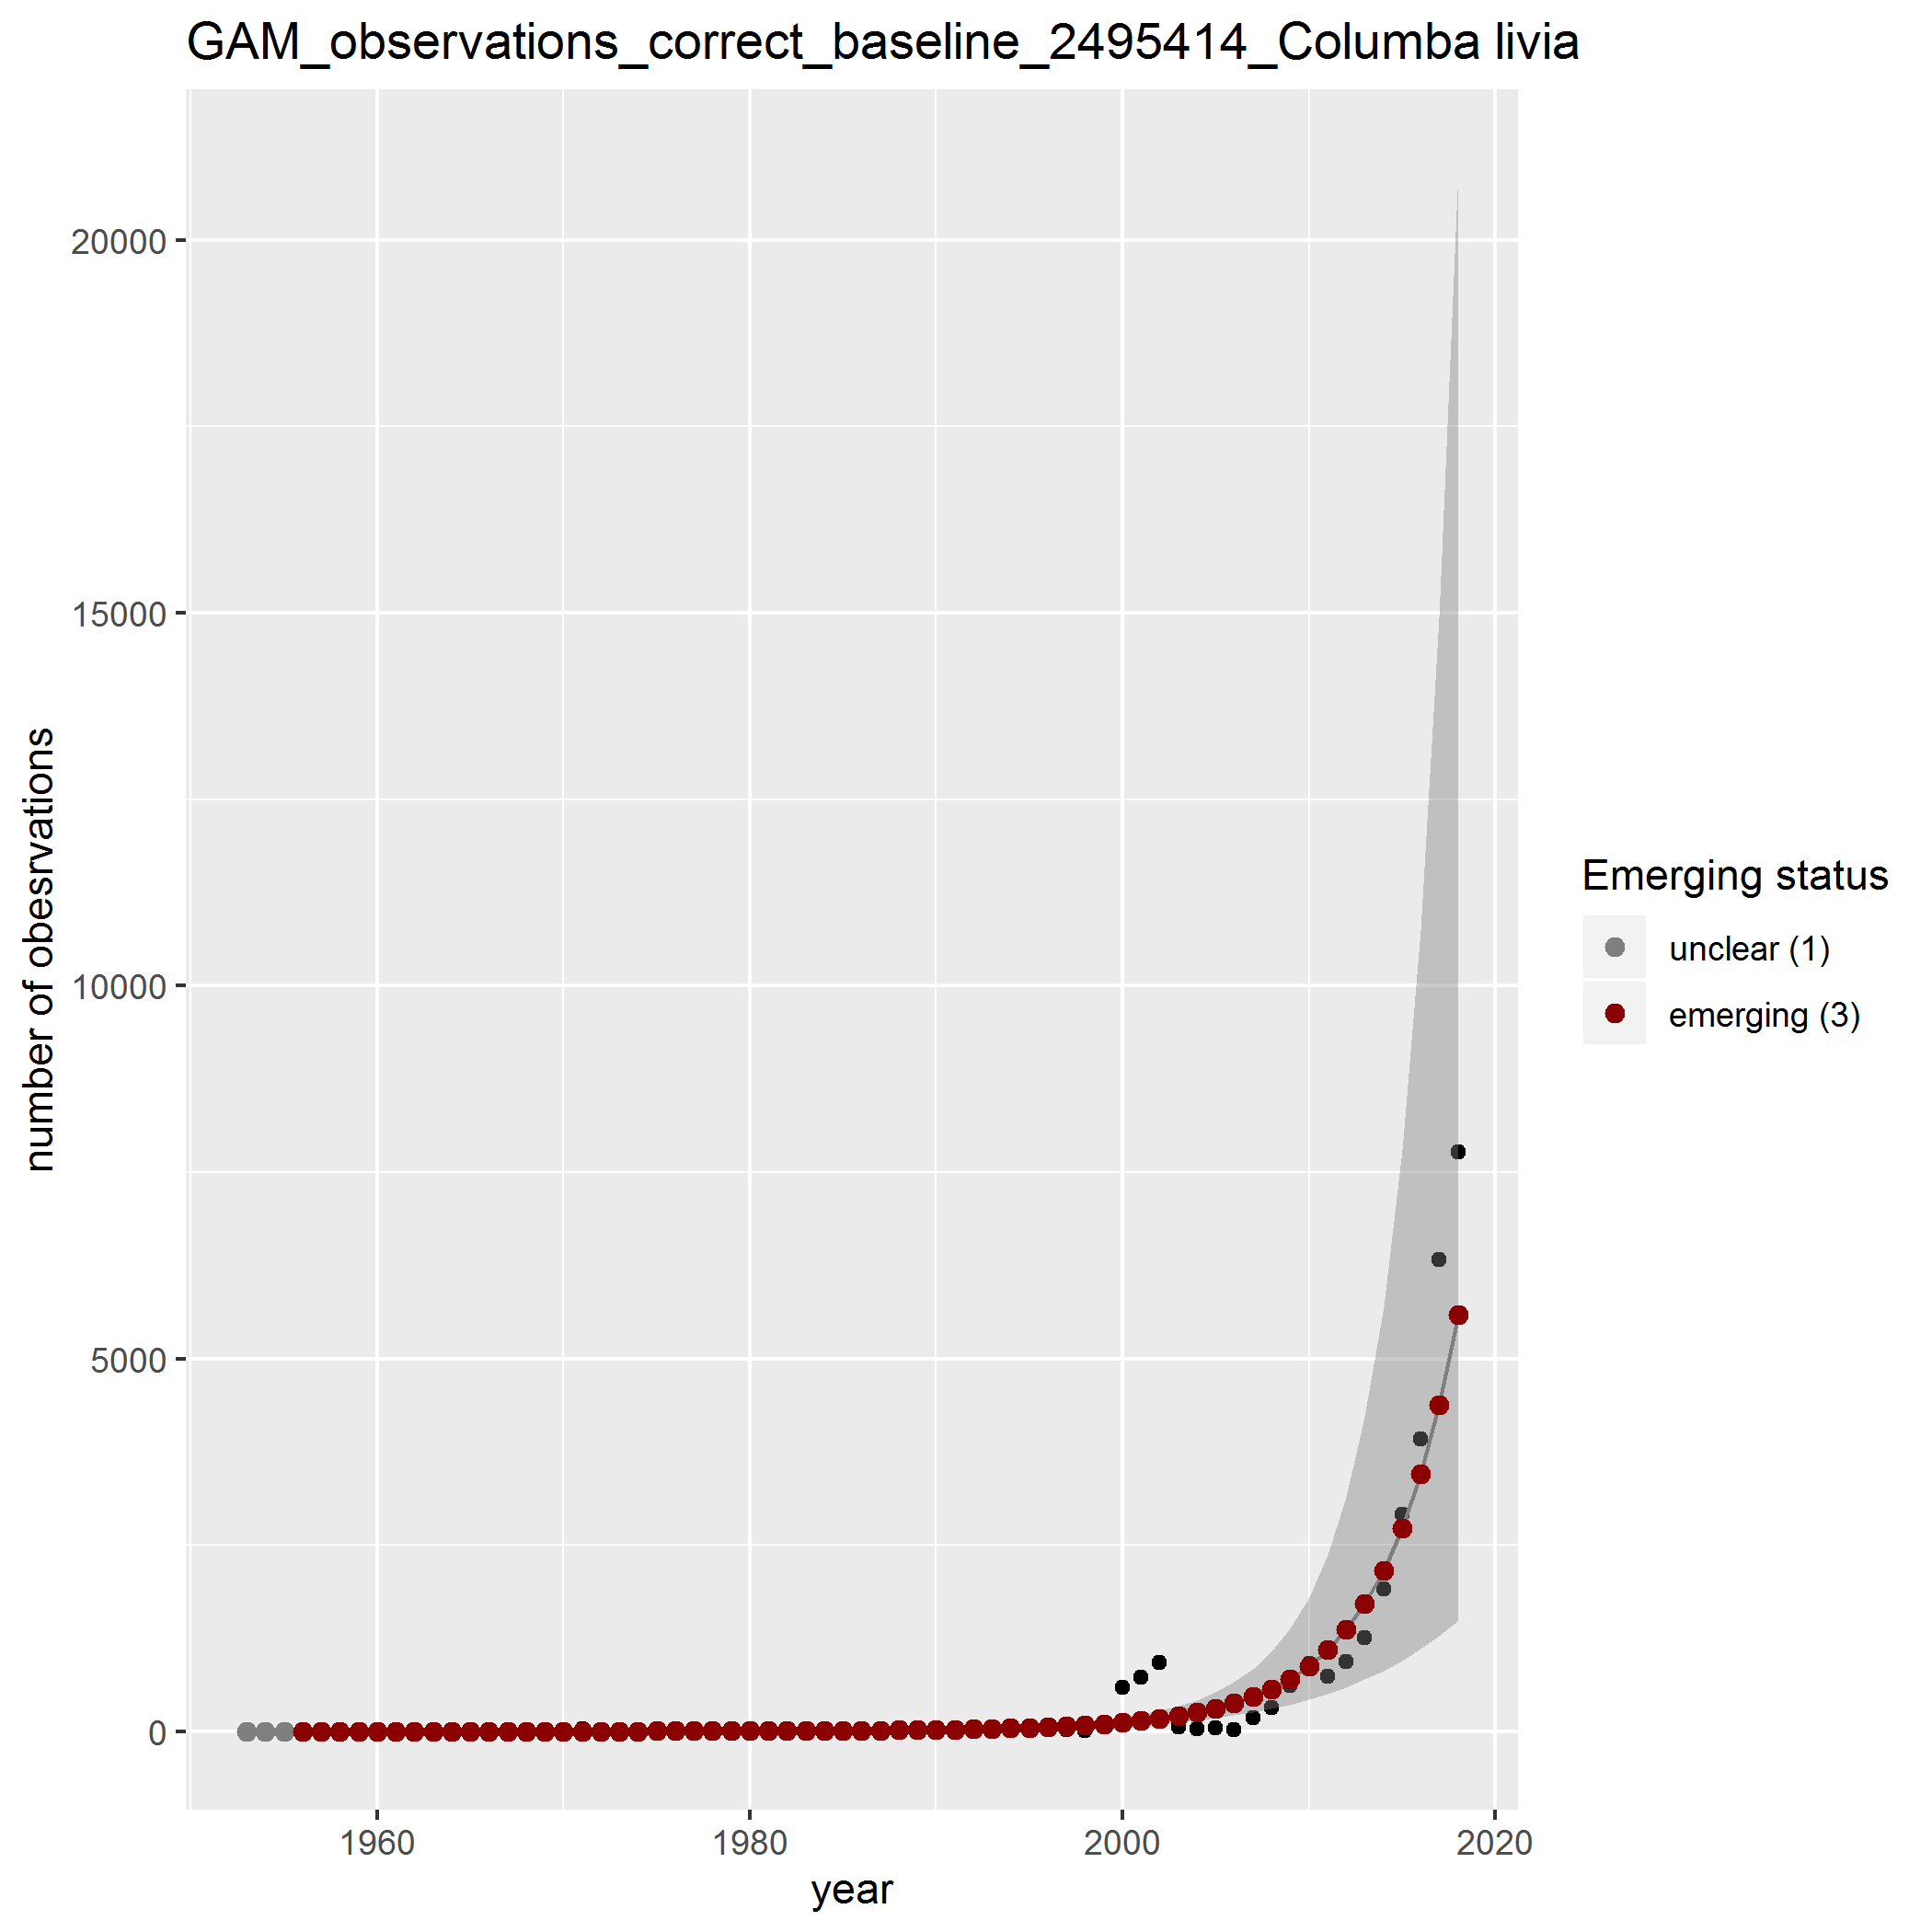 GAM_observations_correct_baseline_2495414_Columba livia
20000
15000
10000
5000
0
number of obesrvations
1960
1980
2000
2020
year
Emerging status
unclear (1)
emerging (3)